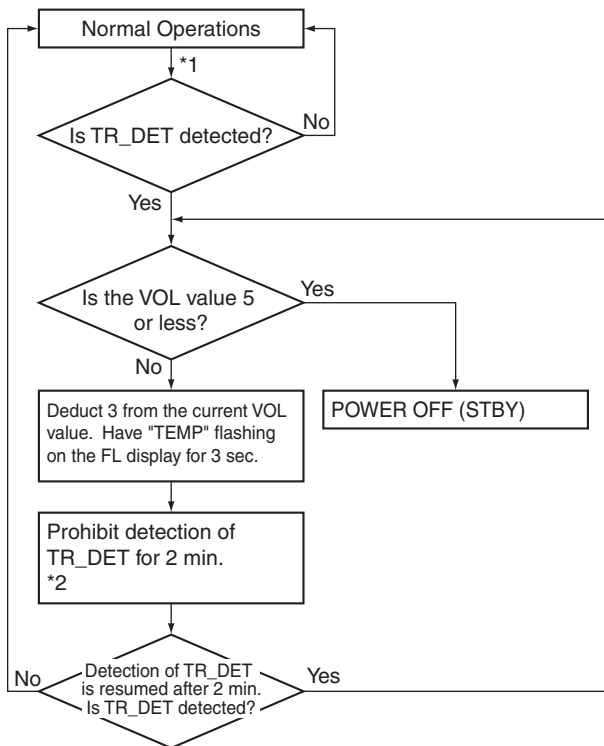 Normal Operations
*1
Is TR_DET detected?
No
Yes
Is the VOL value 5
or less?
Yes
No
Deduct 3 from the current VOL
value. Have "TEMP" flashing
on the FL display for 3 sec.
POWER OFF (STBY)
Prohibit detection of
TR_DET for 2 min.
*2
No
Detection of TR_DET
is resumed after 2 min.
Is TR_DET detected?
Yes